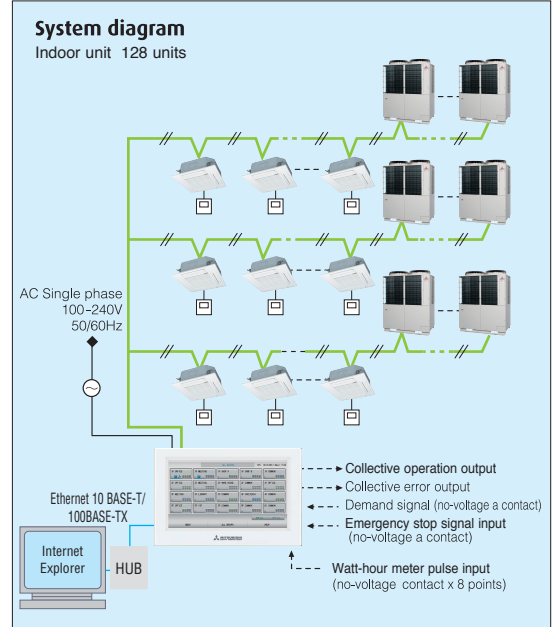 System diagram
Indoor unit 128 units
AC Single phase
100-240V
50/60Hz
Collective operation output
Collective error output
Demand signal (no-voltage a contact)
Emergency stop signal input
(no-voltage a contact)
Watt-hour meter pulse input
(no-voltage contact x 8 points)
Ethernet 10 BASE-T/
100BASE-TX
Internet
Explorer
HUB